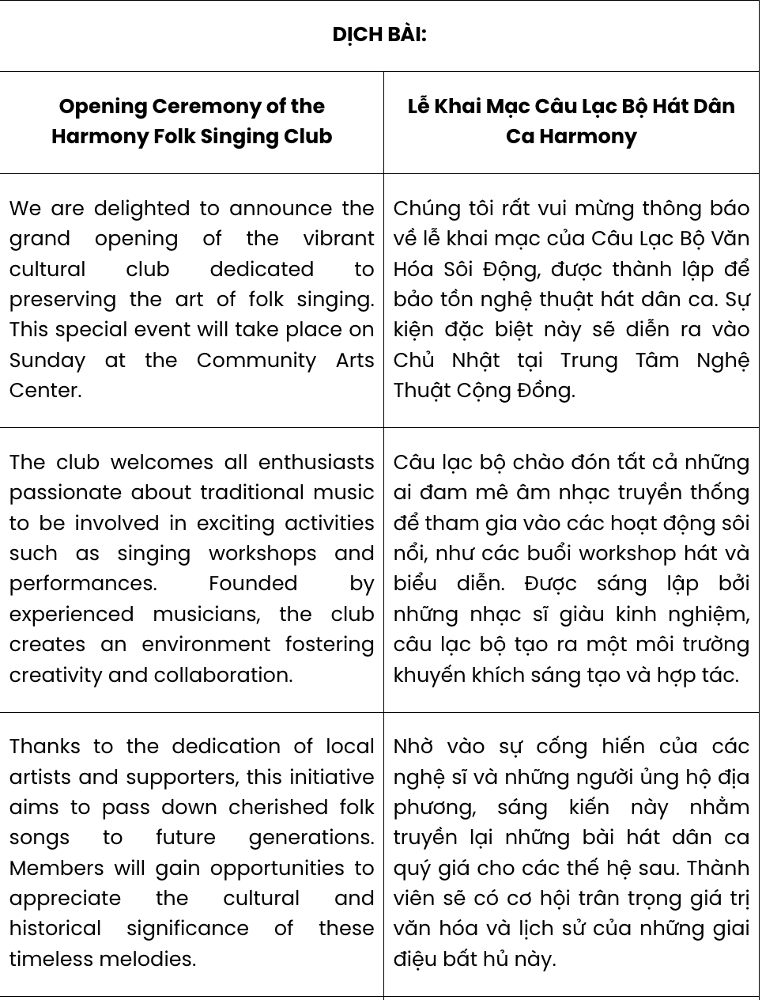 DỊCH BÀI:
Opening Ceremony of the
Harmony Folk Singing Club
Lễ Khai Mạc Câu Lạc Bộ Hát Dân
Ca Harmony
We are delighted to announce the
grand opening of the vibrant
cultural club dedicated to
preserving the art of folk singing.
This special event will take place on
Sunday at the Community Arts
Center.
Chúng tôi rất vui mừng thông báo
về lễ khai mạc của Câu Lạc Bộ Văn
Hóa Sôi Động, được thành lập để
bảo tồn nghệ thuật hát dân ca. Sự
kiện đặc biệt này sẽ diễn ra vào
Chủ Nhật tại Trung Tâm Nghệ
Thuật Cộng Đồng.
The club welcomes all enthusiasts
passionate about traditional music
to be involved in exciting activities
such as singing workshops and
performances. Founded by
experienced musicians, the club
creates an environment fostering
creativity and collaboration.
Câu lạc bộ chào đón tất cả những
ai đam mê âm nhạc truyền thống
để tham gia vào các hoạt động sôi
nổi, như các buổi workshop hát và
biểu diễn. Được sáng lập bởi
những nhạc sĩ giàu kinh nghiệm,
câu lạc bộ tạo ra một môi trường
khuyến khích sáng tạo và hợp tác.
Thanks to the dedication of local
artists and supporters, this initiative
aims to pass down cherished folk
songs to future generations.
Members will gain opportunities to
appreciate the cultural and
historical significance of these
timeless melodies.
Nhờ vào sự cống hiến của các
nghệ sĩ và những người ủng hộ địa
phương, sáng kiến này nhằm
truyền lại những bài hát dân ca
quý giá cho các thế hệ sau. Thành
viên sẽ có cơ hội trân trọng giá trị
văn hóa và lịch sử của những giai
điệu bất hủ này.